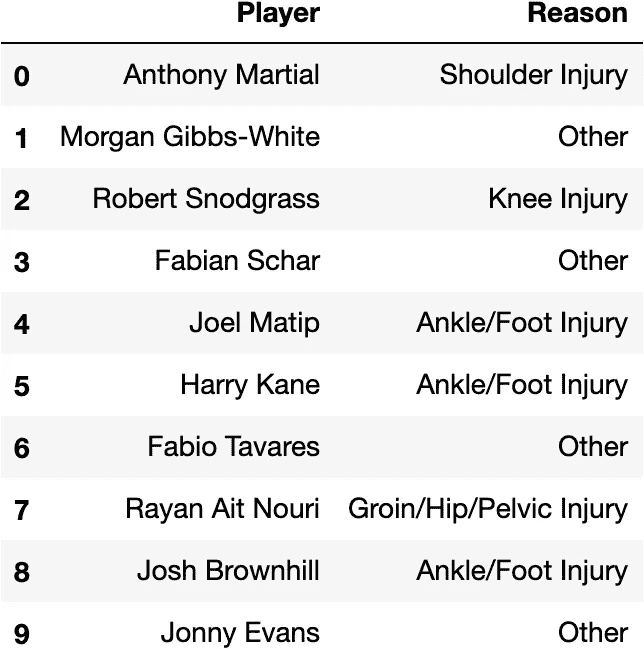 Player Reason
0 Anthony Martial Shoulder Injury
1 Morgan Gibbs-White Other
2 Robert Snodgrass Knee Injury
3 Fabian Schar Other
4 Joel Matip Ankle/Foot Injury
5 Harry Kane Ankle/Foot Injury
6 Fabio Tavares Other
7 Rayan Ait Nouri Groin/Hip/Pelvic Injury
8 Josh Brownhill Ankle/Foot Injury
9 Jonny Evans Other